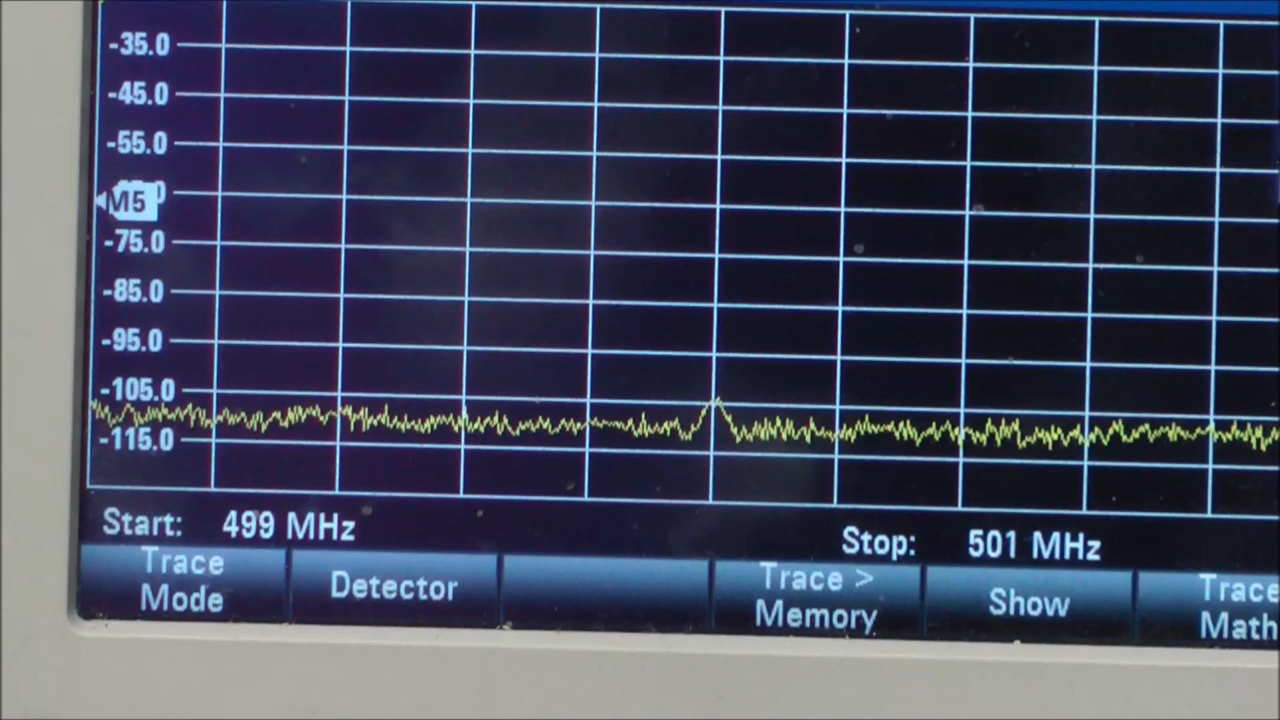 -35.0
-45.0
-55.0
M5
-75.0
-85.0
-95.0
-105.0
-115.0
Start: 499 MHz
Stop: 501 MHz
Trace
Mode
Detector
Trace >
Memory
Show
Trace
Math